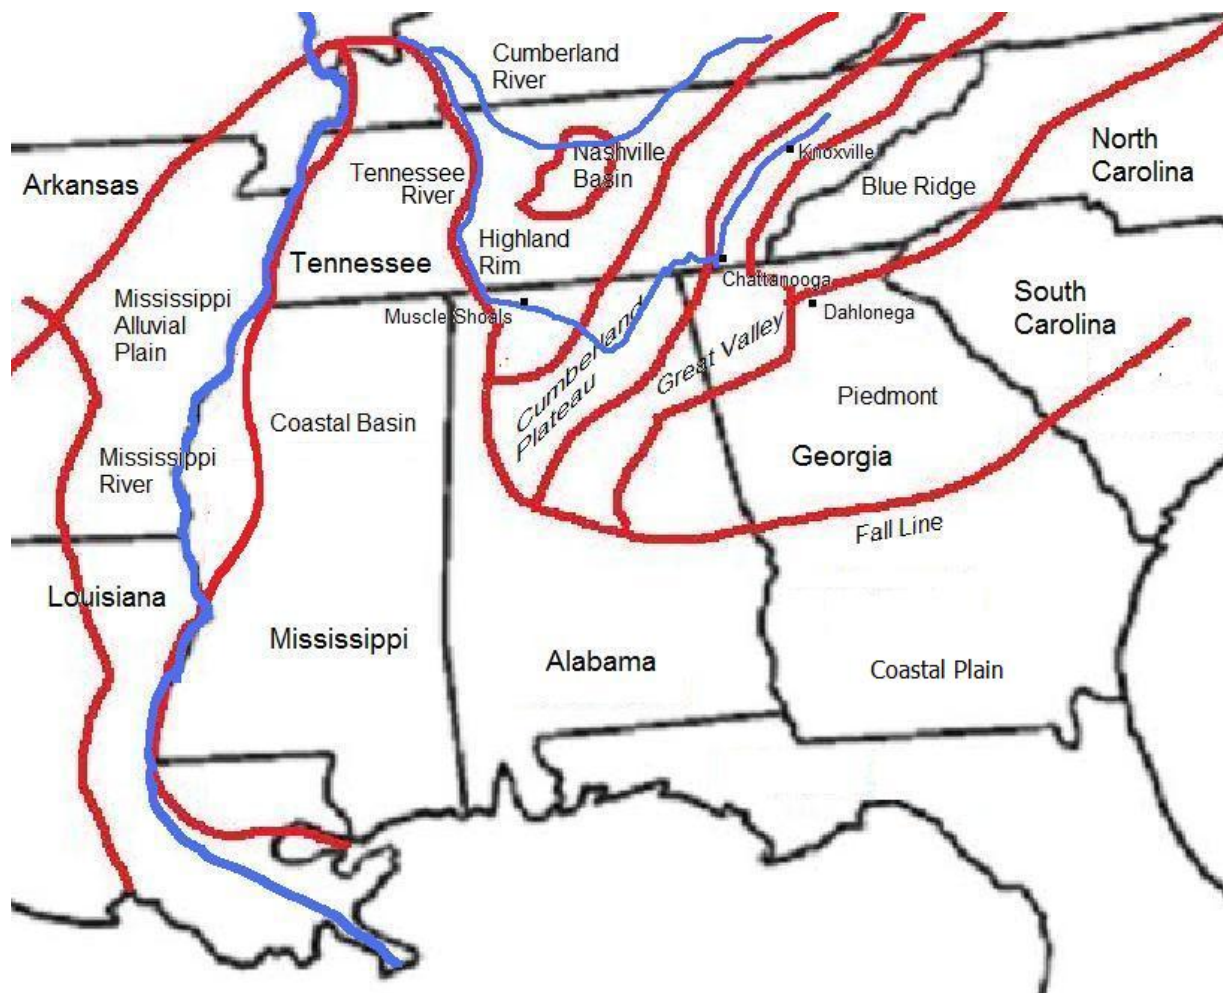 Cumberland
River
North
Carolina
Nashville
Basin
Knoxville
Arkansas
Tennessee
River
Blue Ridge
Highland
Rim
Tennessee
Chattanooga
South
Carolina
Mississippi
Alluvial
Plain
Muscle Shoals
Dahlonega
Cumberland
Plateau
Great Valley
Coastal Basin
Piedmont
Mississippi
River
Georgia
Fall Line
Louisiana
Mississippi
Alabama
Coastal Plain